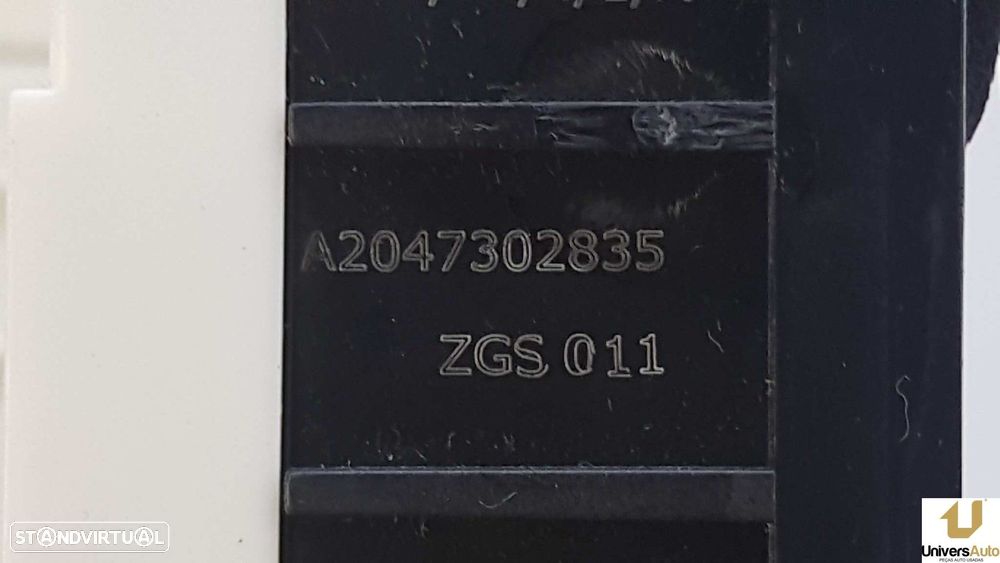 A2047302835
ZGS 011
STANDVIRTUAL
UniversAuto
PEÇAS AUTO USADAS